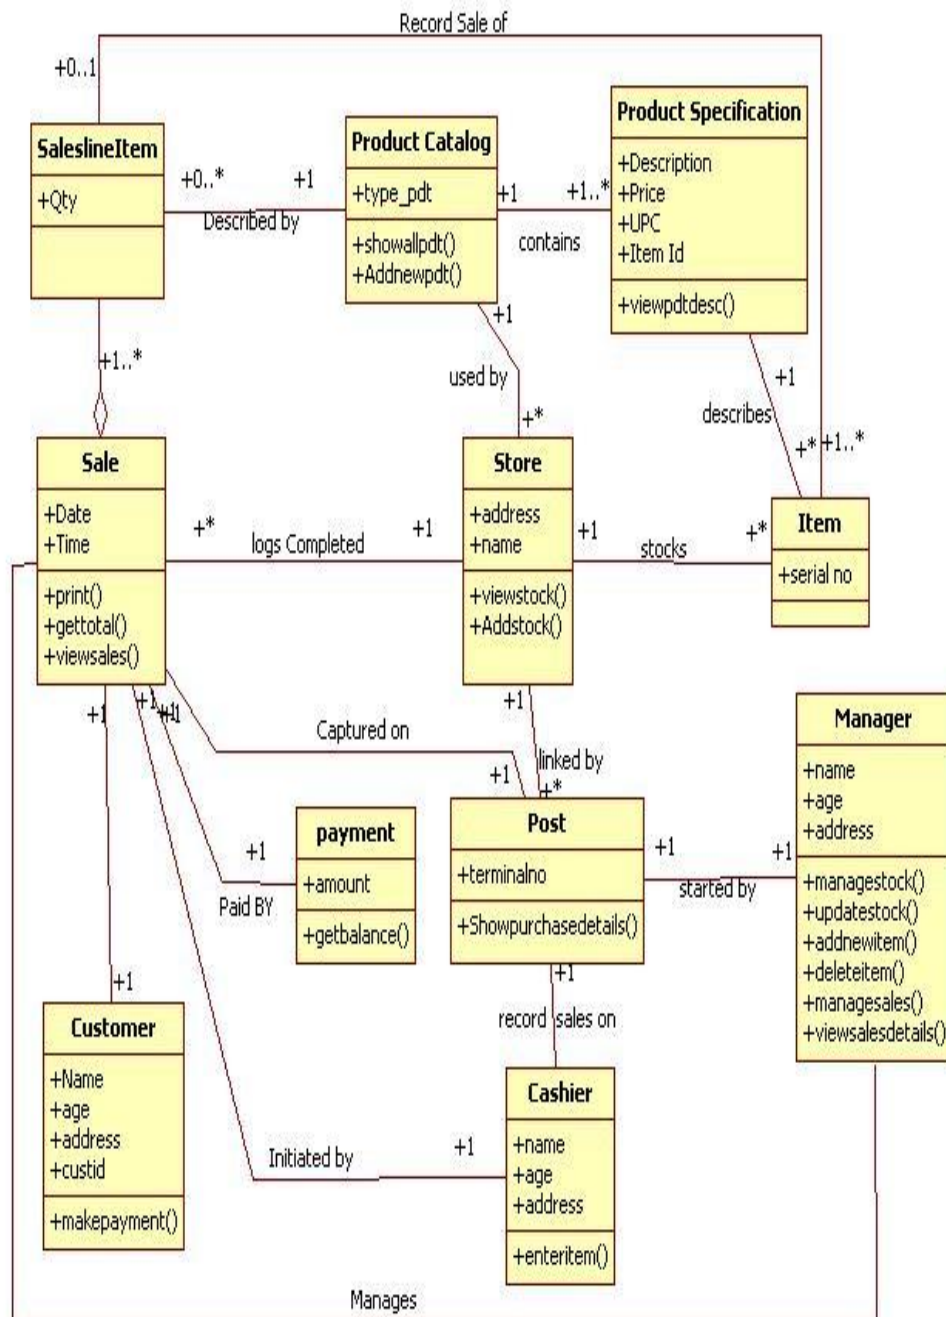 Record Sale of
+0..1
SaleslineItem
+Qty
+0..*
+1
Described by
Product Catalog
+type_pdt
+showallpdt()
+Addnewpdt()
+1
+1..*
contains
Product Specification
+Description
+Price
+UPC
+Item Id
+viewpdtdesc()
+1..*
+1
used by
+*
+1
describes
+*
+1..*
Sale
+Date
+Time
+print()
+gettotal()
+viewsales()
+*
+1
logs Completed
Store
+address
+name
+viewstock()
+Addstock()
+1
+*
stocks
Item
+serial no
+1
+1
+1
+1
Captured on
+1
+1
linked by
+*
Manager
+name
+age
+address
+managestock()
+updatestock()
+addnewitem()
+deleteitem()
+managesales()
+viewsalesdetails()
payment
+amount
+getbalance()
+1
Paid BY
Post
+terminalno
+Showpurchasedetails()
+1
+1
started by
+1
record sales on
+1
Customer
+Name
+age
+address
+custid
+makepayment()
Initiated by
+1
Cashier
+name
+age
+address
+enteritem()
Manages